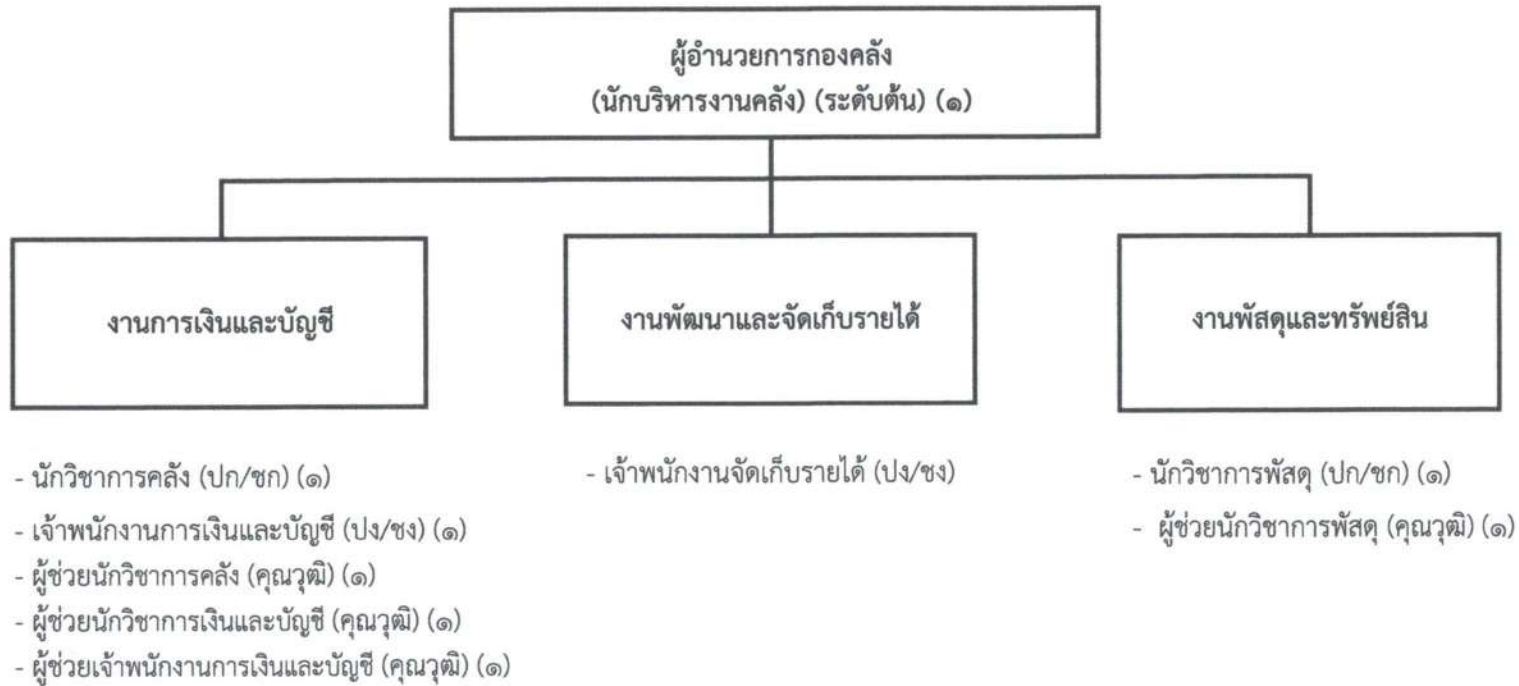 ผู้อำนวยการกองคลัง
(นักบริหารงานคลัง) (ระดับต้น) (๑)
งานการเงินและบัญชี
- นักวิชาการคลัง (ปก/ชก) (๑)
- เจ้าพนักงานการเงินและบัญชี (ปง/ชง) (๑)
- ผู้ช่วยนักวิชาการคลัง (คุณวุฒิ) (๑)
- ผู้ช่วยนักวิชาการเงินและบัญชี (คุณวุฒิ) (๑)
- ผู้ช่วยเจ้าพนักงานการเงินและบัญชี (คุณวุฒิ) (๑)
งานพัฒนาและจัดเก็บรายได้
- เจ้าพนักงานจัดเก็บรายได้ (ปง/ชง)
งานพัสดุและทรัพย์สิน
- นักวิชาการพัสดุ (ปก/ชก) (๑)
- ผู้ช่วยนักวิชาการพัสดุ (คุณวุฒิ) (๑)